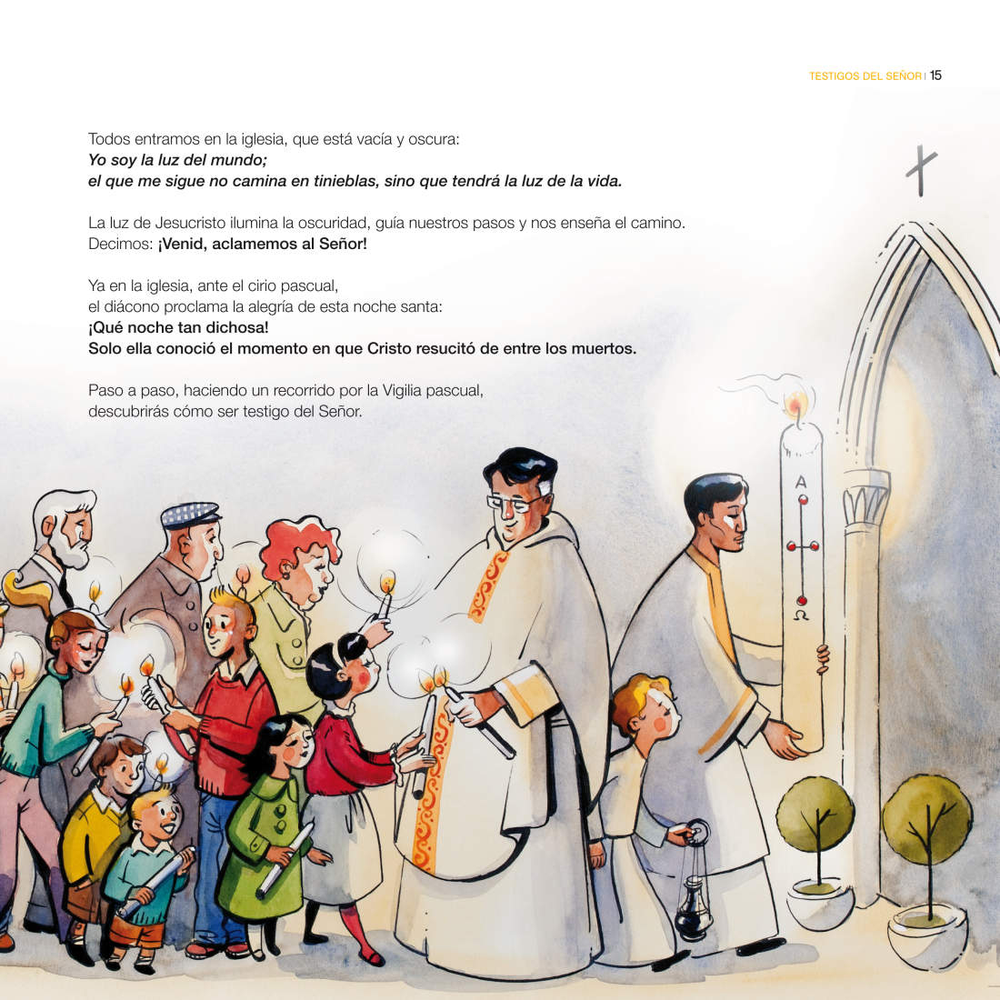 TESTIGOS DEL SEÑOR | 15
Todos entramos en la iglesia, que está vacía y oscura:
Yo soy la luz del mundo;
el que me sigue no camina en tinieblas, sino que tendrá la luz de la vida.
La luz de Jesucristo ilumina la oscuridad, guía nuestros pasos y nos enseña el camino.
Decimos: ¡Venid, aclamemos al Señor!
Ya en la iglesia, ante el cirio pascual,
el diácono proclama la alegría de esta noche santa:
¡Qué noche tan dichosa!
Solo ella conoció el momento en que Cristo resucitó de entre los muertos.
Paso a paso, haciendo un recorrido por la Vigilia pascual,
descubrirás cómo ser testigo del Señor.
Α
Ω